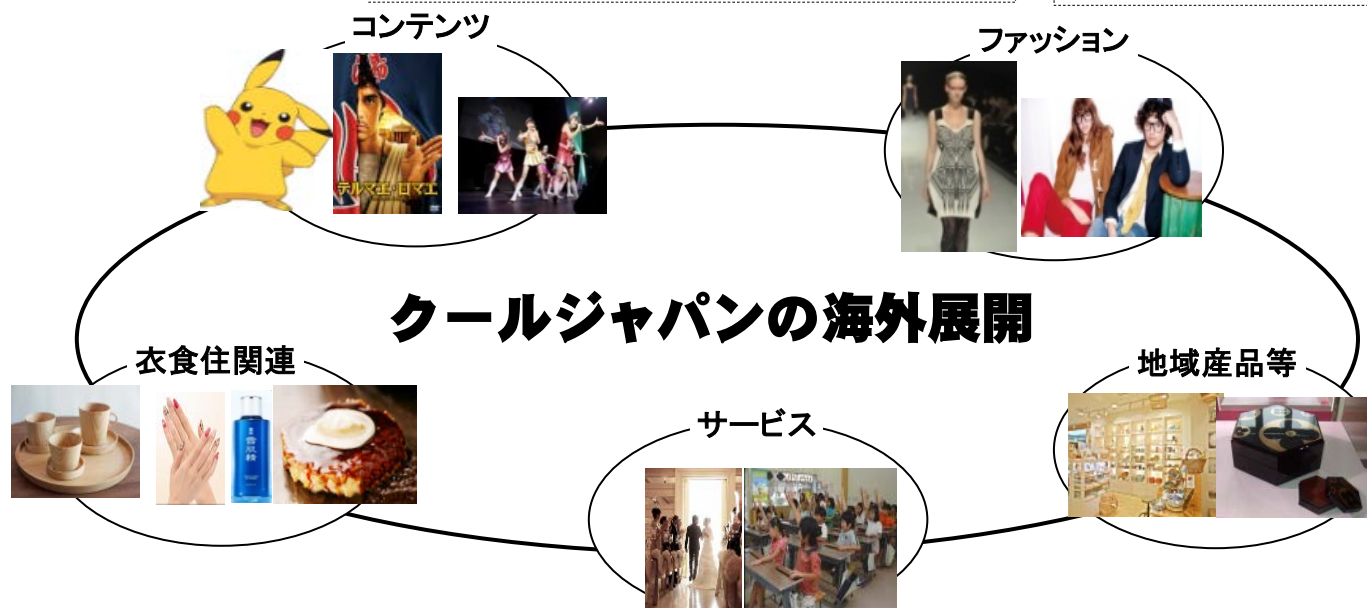 コンテンツ
ファッション
テルマエ・ロマエ
クールジャパンの海外展開
衣食住関連
地域産品等
サービス
雪肌精